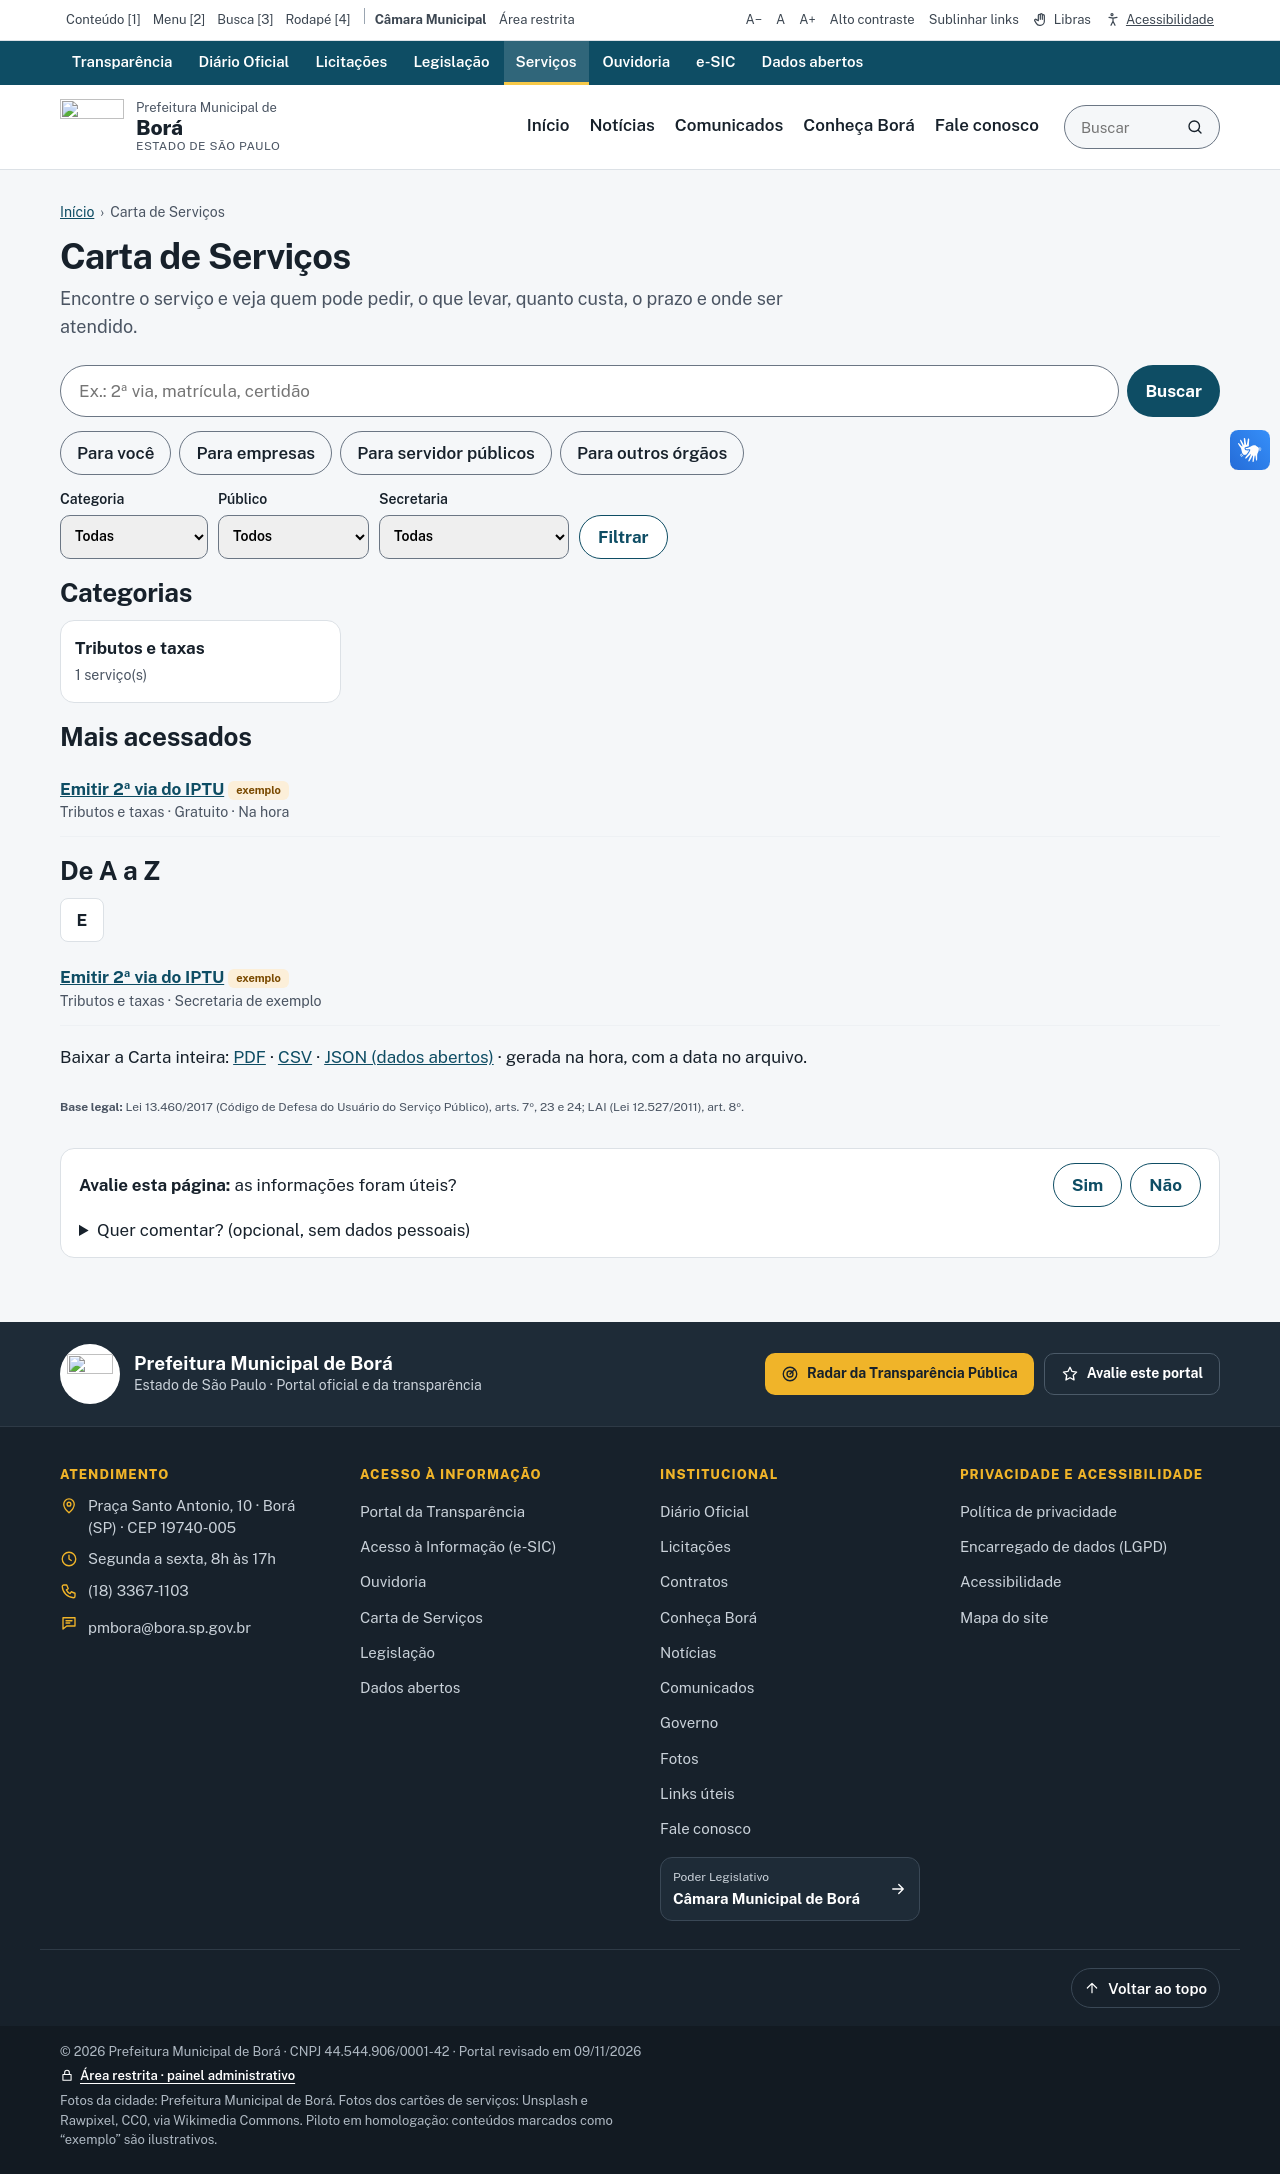 Conteúdo [1] Menu [2] Busca [3] Rodapé [4] Câmara Municipal Área restrita A− A A+ Alto contraste Sublinhar links Libras Acessibilidade
Transparência Diário Oficial Licitações Legislação Serviços Ouvidoria e-SIC Dados abertos
Prefeitura Municipal de
Borá
ESTADO DE SÃO PAULO
Início Notícias Comunicados Conheça Borá Fale conosco Buscar
Início › Carta de Serviços
Carta de Serviços
Encontre o serviço e veja quem pode pedir, o que levar, quanto custa, o prazo e onde ser
atendido.
Ex.: 2ª via, matrícula, certidão Buscar
Para você Para empresas Para servidor públicos Para outros órgãos
Categoria Público Secretaria
Todas Todos Todas Filtrar
Categorias
Tributos e taxas
1 serviço(s)
Mais acessados
Emitir 2ª via do IPTU exemplo
Tributos e taxas · Gratuito · Na hora
De A a Z
E
Emitir 2ª via do IPTU exemplo
Tributos e taxas · Secretaria de exemplo
Baixar a Carta inteira: PDF · CSV · JSON (dados abertos) · gerada na hora, com a data no arquivo.
Base legal: Lei 13.460/2017 (Código de Defesa do Usuário do Serviço Público), arts. 7º, 23 e 24; LAI (Lei 12.527/2011), art. 8º.
Avalie esta página: as informações foram úteis? Sim Não
Quer comentar? (opcional, sem dados pessoais)
Prefeitura Municipal de Borá
Estado de São Paulo · Portal oficial e da transparência
Radar da Transparência Pública Avalie este portal
ATENDIMENTO
Praça Santo Antonio, 10 · Borá
(SP) · CEP 19740-005
Segunda a sexta, 8h às 17h
(18) 3367-1103
pmbora@bora.sp.gov.br
ACESSO À INFORMAÇÃO
Portal da Transparência
Acesso à Informação (e-SIC)
Ouvidoria
Carta de Serviços
Legislação
Dados abertos
INSTITUCIONAL
Diário Oficial
Licitações
Contratos
Conheça Borá
Notícias
Comunicados
Governo
Fotos
Links úteis
Fale conosco
Poder Legislativo
Câmara Municipal de Borá
PRIVACIDADE E ACESSIBILIDADE
Política de privacidade
Encarregado de dados (LGPD)
Acessibilidade
Mapa do site
Voltar ao topo
© 2026 Prefeitura Municipal de Borá · CNPJ 44.544.906/0001-42 · Portal revisado em 09/11/2026
Área restrita · painel administrativo
Fotos da cidade: Prefeitura Municipal de Borá. Fotos dos cartões de serviços: Unsplash e
Rawpixel, CC0, via Wikimedia Commons. Piloto em homologação: conteúdos marcados como
“exemplo” são ilustrativos.